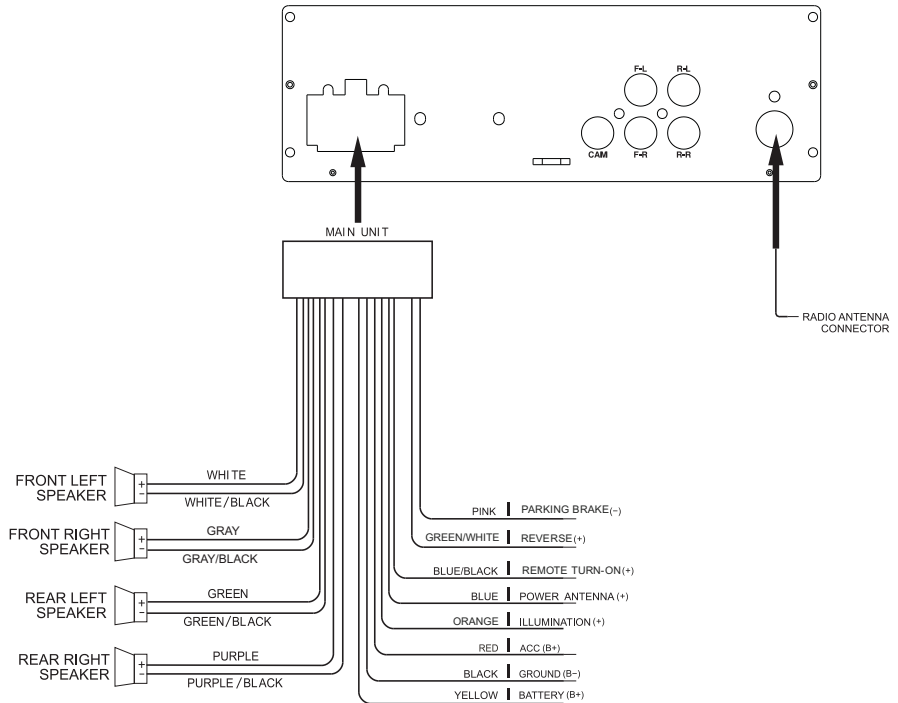 F-L R-L
CAM F-R R-R
MAIN UNIT
RADIO ANTENNA
CONNECTOR
FRONT LEFT
SPEAKER
+
−
WHITE
WHITE/BLACK
FRONT RIGHT
SPEAKER
+
−
GRAY
GRAY/BLACK
REAR LEFT
SPEAKER
+
−
GREEN
GREEN/BLACK
REAR RIGHT
SPEAKER
+
−
PURPLE
PURPLE/BLACK
PINK PARKING BRAKE(−)
GREEN/WHITE REVERSE(+)
BLUE/BLACK REMOTE TURN-ON(+)
BLUE POWER ANTENNA(+)
ORANGE ILLUMINATION(+)
RED ACC (B+)
BLACK GROUND(B−)
YELLOW BATTERY(B+)